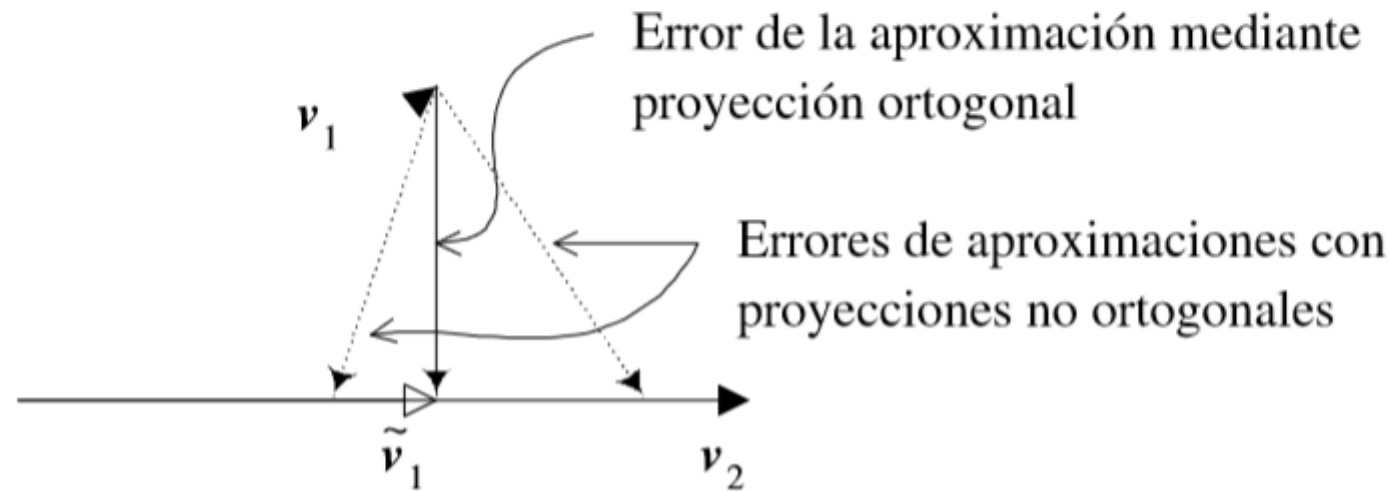 Error de la aproximación mediante
proyección ortogonal
v1
Errores de aproximaciones con
proyecciones no ortogonales
ṽ1
v2